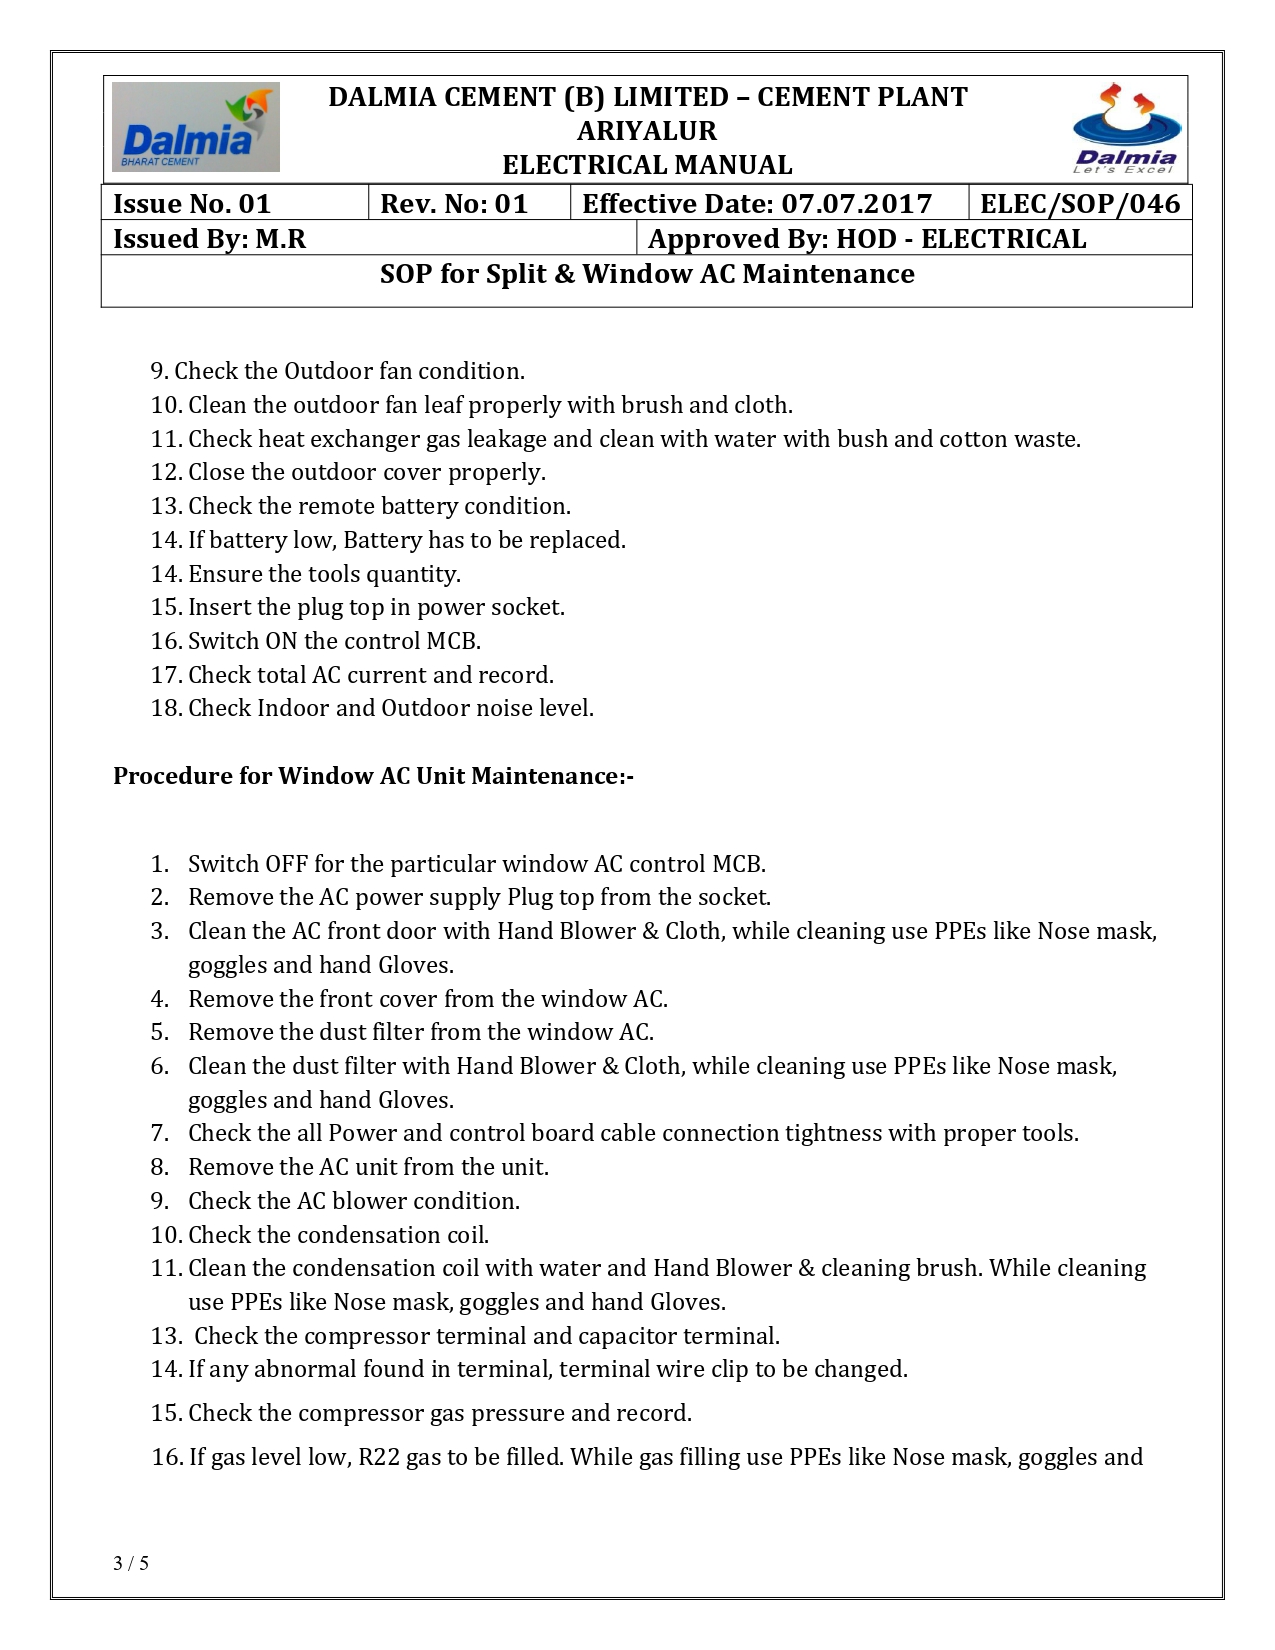 Dalmia
BHARAT CEMENT
DALMIA CEMENT (B) LIMITED – CEMENT PLANT
ARIYALUR
ELECTRICAL MANUAL
Dalmia
Let's Excel
Issue No. 01 Rev. No: 01 Effective Date: 07.07.2017 ELEC/SOP/046
Issued By: M.R Approved By: HOD - ELECTRICAL
SOP for Split & Window AC Maintenance
9. Check the Outdoor fan condition.
10. Clean the outdoor fan leaf properly with brush and cloth.
11. Check heat exchanger gas leakage and clean with water with bush and cotton waste.
12. Close the outdoor cover properly.
13. Check the remote battery condition.
14. If battery low, Battery has to be replaced.
14. Ensure the tools quantity.
15. Insert the plug top in power socket.
16. Switch ON the control MCB.
17. Check total AC current and record.
18. Check Indoor and Outdoor noise level.
Procedure for Window AC Unit Maintenance:-
1. Switch OFF for the particular window AC control MCB.
2. Remove the AC power supply Plug top from the socket.
3. Clean the AC front door with Hand Blower & Cloth, while cleaning use PPEs like Nose mask,
goggles and hand Gloves.
4. Remove the front cover from the window AC.
5. Remove the dust filter from the window AC.
6. Clean the dust filter with Hand Blower & Cloth, while cleaning use PPEs like Nose mask,
goggles and hand Gloves.
7. Check the all Power and control board cable connection tightness with proper tools.
8. Remove the AC unit from the unit.
9. Check the AC blower condition.
10. Check the condensation coil.
11. Clean the condensation coil with water and Hand Blower & cleaning brush. While cleaning
use PPEs like Nose mask, goggles and hand Gloves.
13. Check the compressor terminal and capacitor terminal.
14. If any abnormal found in terminal, terminal wire clip to be changed.
15. Check the compressor gas pressure and record.
16. If gas level low, R22 gas to be filled. While gas filling use PPEs like Nose mask, goggles and
3 / 5